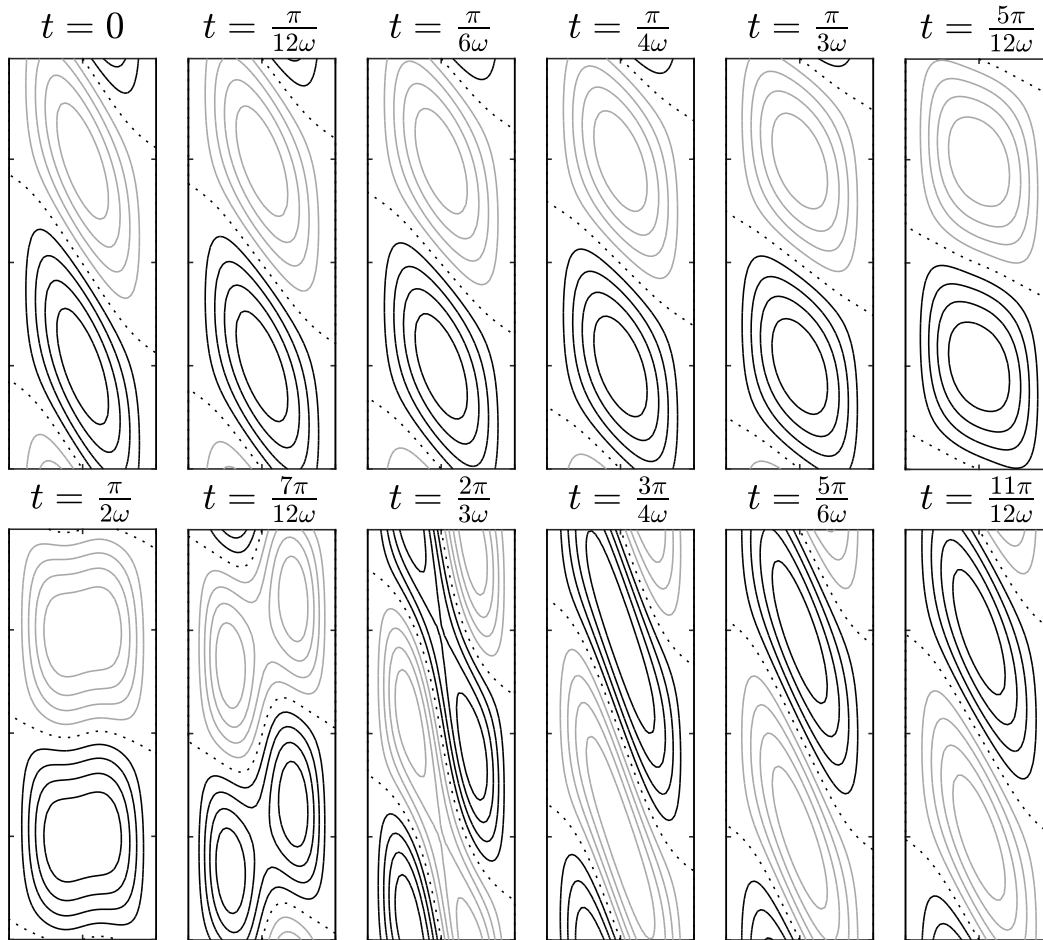 t = 0
t = π/12ω
t = π/6ω
t = π/4ω
t = π/3ω
t = 5π/12ω
t = π/2ω
t = 7π/12ω
t = 2π/3ω
t = 3π/4ω
t = 5π/6ω
t = 11π/12ω